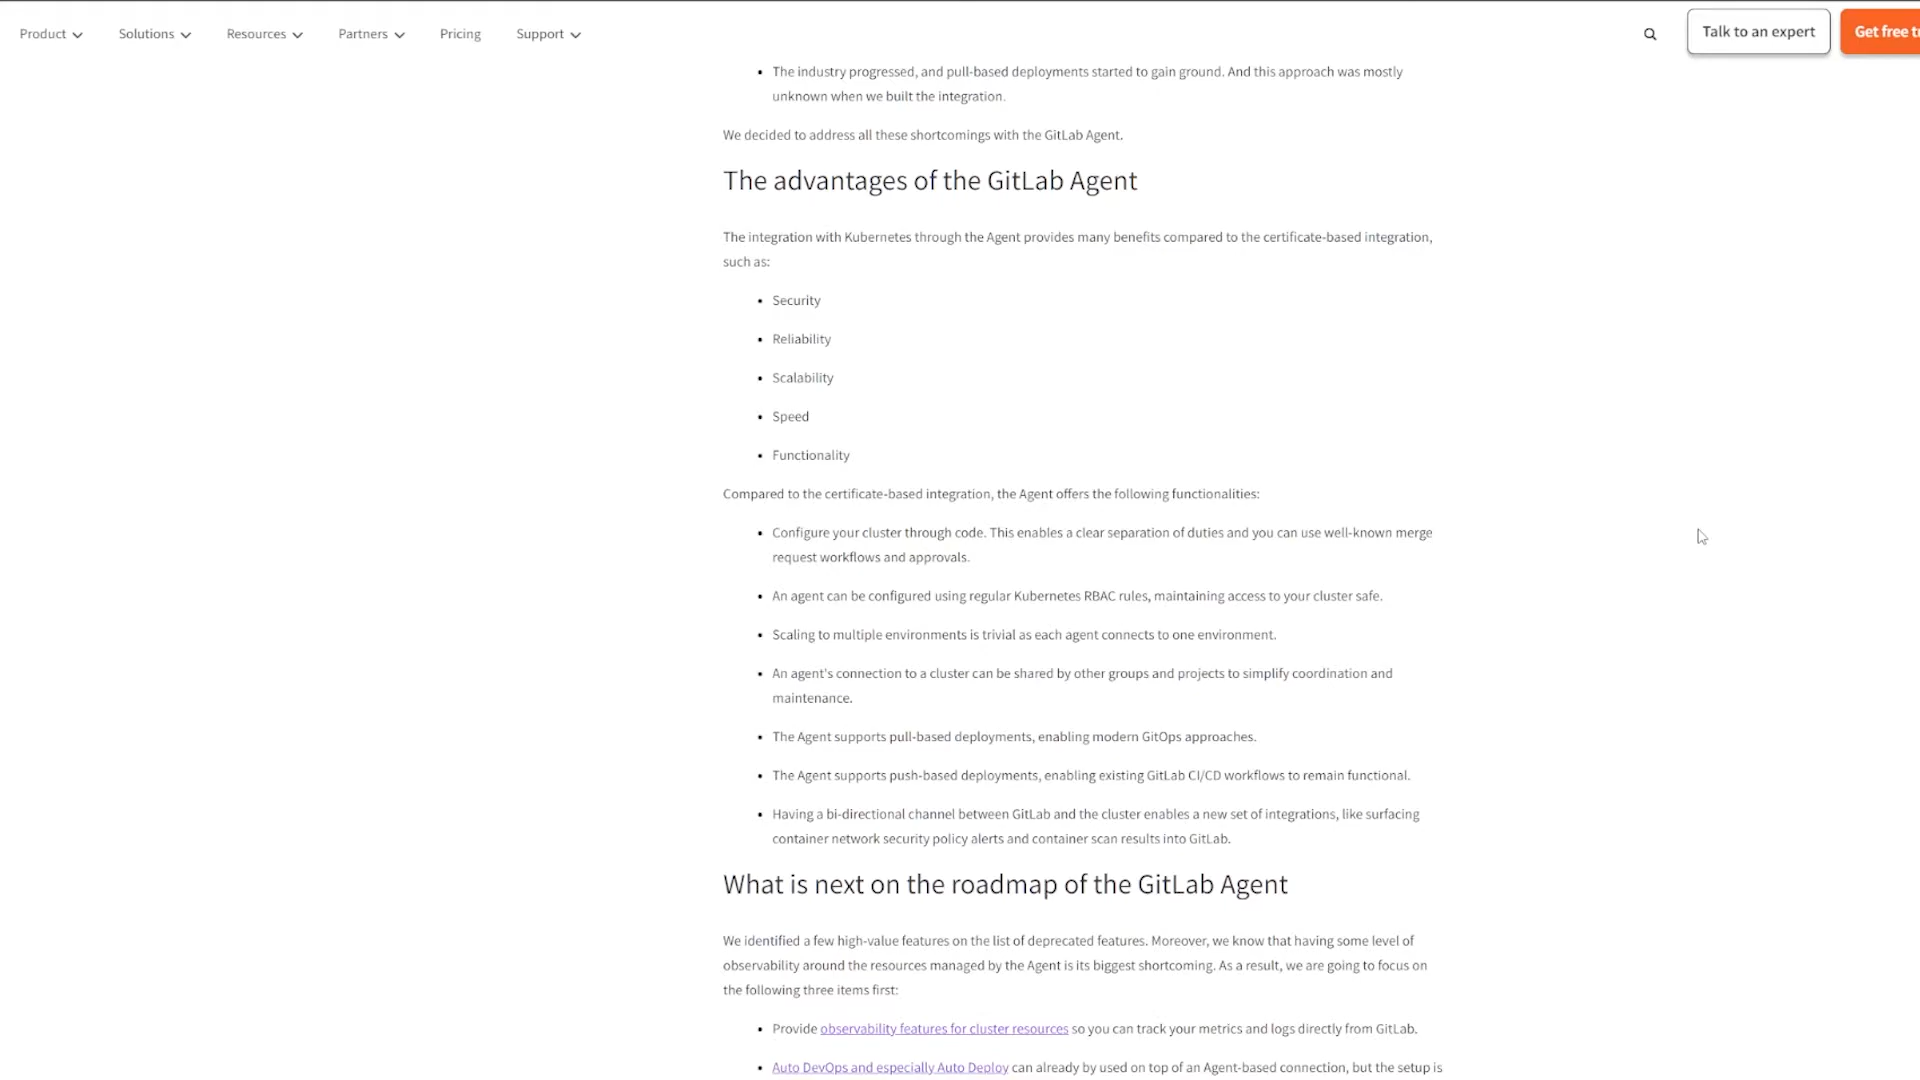 Product
Solutions
Resources
Partners
Pricing
Support
Talk to an expert
Get free t
The industry progressed, and pull-based deployments started to gain ground. And this approach was mostly
unknown when we built the integration.
We decided to address all these shortcomings with the GitLab Agent.
The advantages of the GitLab Agent
The integration with Kubernetes through the Agent provides many benefits compared to the certificate-based integration,
such as:
Security
Reliability
Scalability
Speed
Functionality
Compared to the certificate-based integration, the Agent offers the following functionalities:
Configure your cluster through code. This enables a clear separation of duties and you can use well-known merge
request workflows and approvals.
An agent can be configured using regular Kubernetes RBAC rules, maintaining access to your cluster safe.
Scaling to multiple environments is trivial as each agent connects to one environment.
An agent's connection to a cluster can be shared by other groups and projects to simplify coordination and
maintenance.
The Agent supports pull-based deployments, enabling modern GitOps approaches.
The Agent supports push-based deployments, enabling existing GitLab CI/CD workflows to remain functional.
Having a bi-directional channel between GitLab and the cluster enables a new set of integrations, like surfacing
container network security policy alerts and container scan results into GitLab.
What is next on the roadmap of the GitLab Agent
We identified a few high-value features on the list of deprecated features. Moreover, we know that having some level of
observability around the resources managed by the Agent is its biggest shortcoming. As a result, we are going to focus on
the following three items first:
Provide observability features for cluster resources so you can track your metrics and logs directly from GitLab.
Auto DevOps and especially Auto Deploy can already by used on top of an Agent-based connection, but the setup is